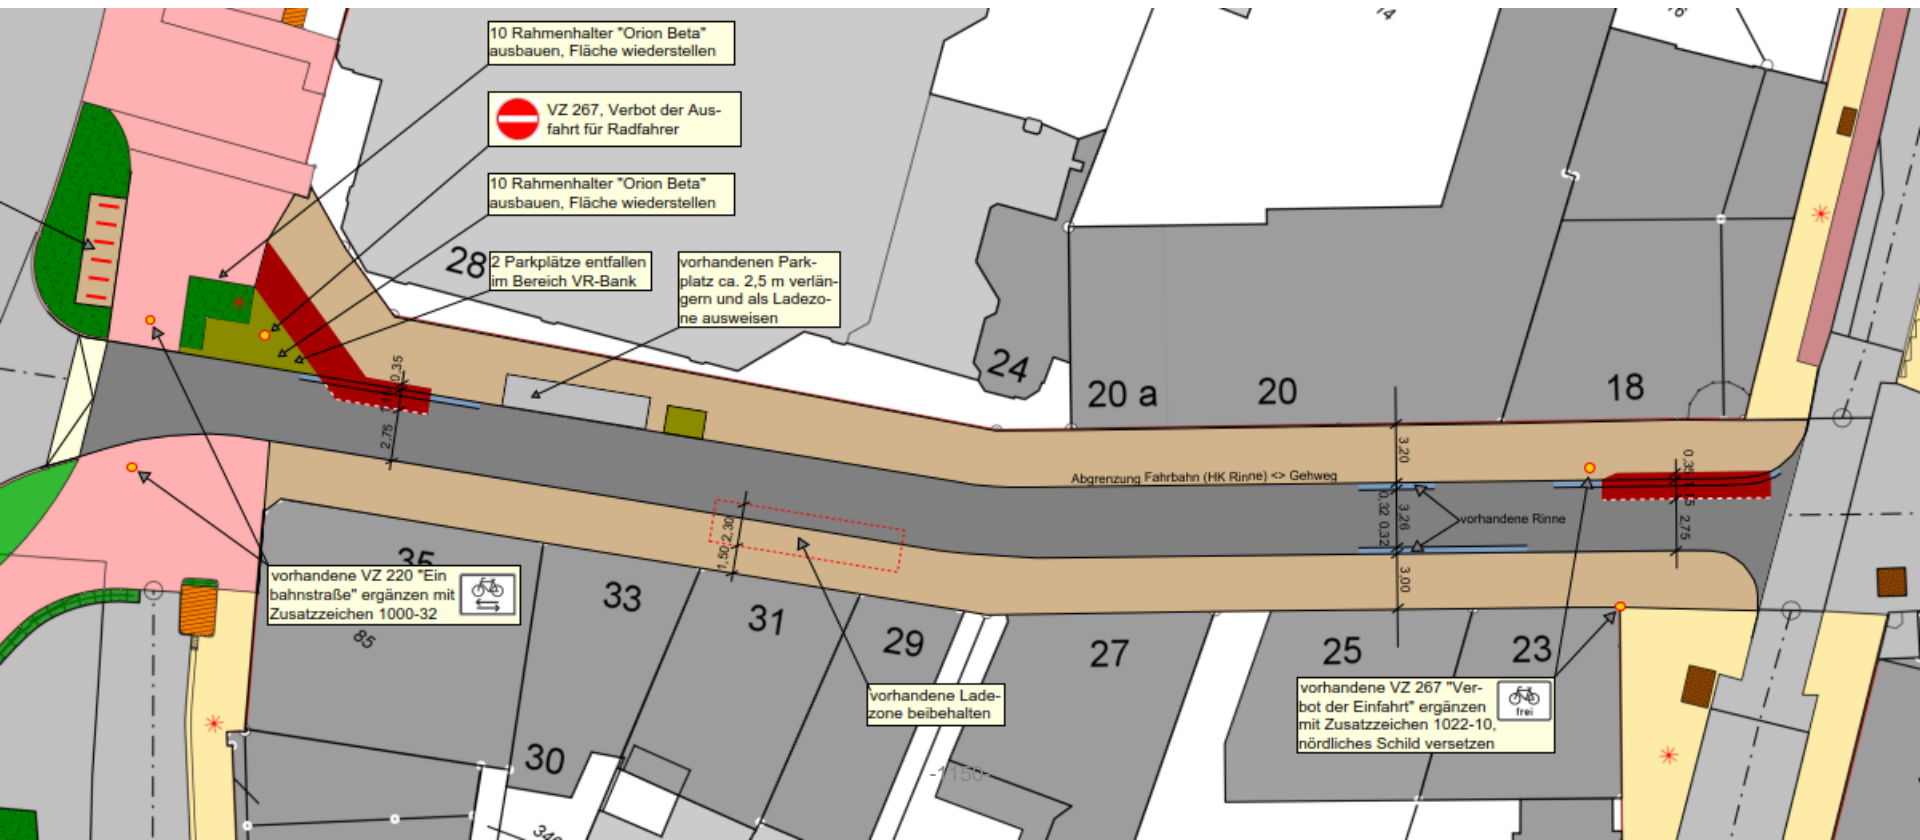 10 Rahmenhalter "Orion Beta"
ausbauen, Fläche wiederstellen
VZ 267, Verbot der Aus-
fahrt für Radfahrer
10 Rahmenhalter "Orion Beta"
ausbauen, Fläche wiederstellen
28
2 Parkplätze entfallen
im Bereich VR-Bank
vorhandenen Park-
platz ca. 2,5 m verlän-
gern und als Ladezo-
ne ausweisen
24
20 a
20
18
0,35
2,75
3,20
Abgrenzung Fahrbahn (HK Rinne) <> Gehweg
0,32
3,26
0,32
vorhandene Rinne
0,35
1,15
2,75
3,00
2,30
1,50
35
vorhandene VZ 220 "Ein
bahnstraße" ergänzen mit
Zusatzzeichen 1000-32
85
33
31
29
27
25
23
30
vorhandene Lade-
zone beibehalten
vorhandene VZ 267 "Ver-
bot der Einfahrt" ergänzen
mit Zusatzzeichen 1022-10,
nördliches Schild versetzen
frei
-1150-